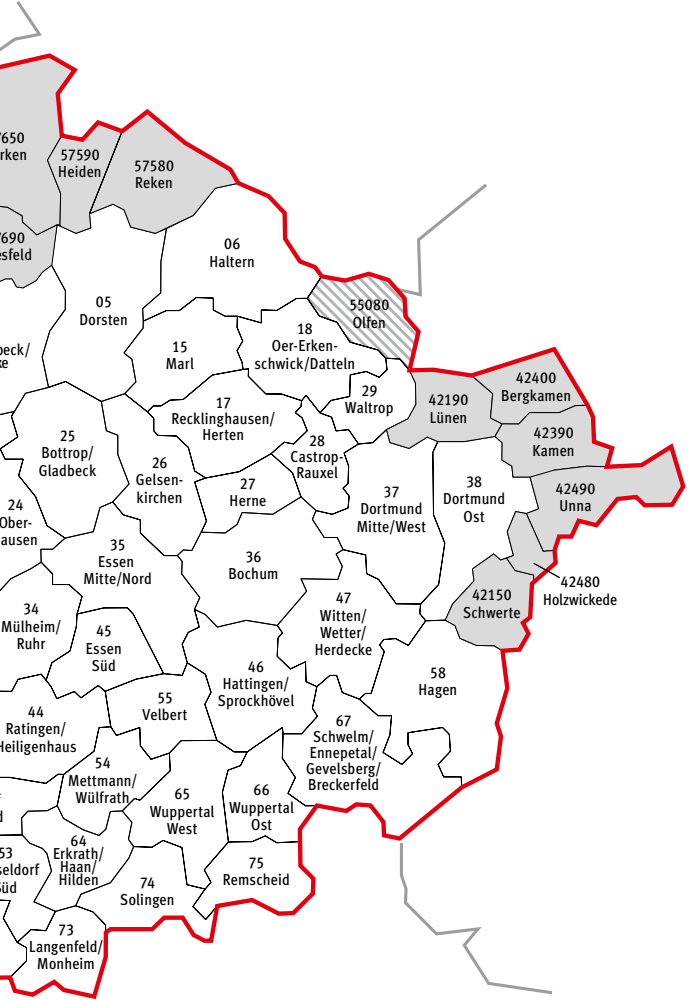 57590
Heiden
57580
Reken
06
Haltern
05
Dorsten
55080
Olfen
18
Oer-Erken-
schwick/Datteln
15
Marl
29
Waltrop
42400
Bergkamen
42190
Lünen
42390
Kamen
17
Recklinghausen/
Herten
28
Castrop-
Rauxel
25
Bottrop/
Gladbeck
26
Gelsen-
kirchen
27
Herne
37
Dortmund
Mitte/West
38
Dortmund
Ost
42490
Unna
24
Ober-
ausen
35
Essen
Mitte/Nord
36
Bochum
42480
Holzwickede
42150
Schwerte
47
Witten/
Wetter/
Herdecke
34
Mülheim/
Ruhr
45
Essen
Süd
46
Hattingen/
Sprockhövel
58
Hagen
44
Ratingen/
Heiligenhaus
55
Velbert
67
Schwelm/
Ennepetal/
Gevelsberg/
Breckerfeld
54
Mettmann/
Wülfrath
65
Wuppertal
West
66
Wuppertal
Ost
64
Erkrath/
Haan/
Hilden
53
seldorf
Süd
74
Solingen
75
Remscheid
73
Langenfeld/
Monheim